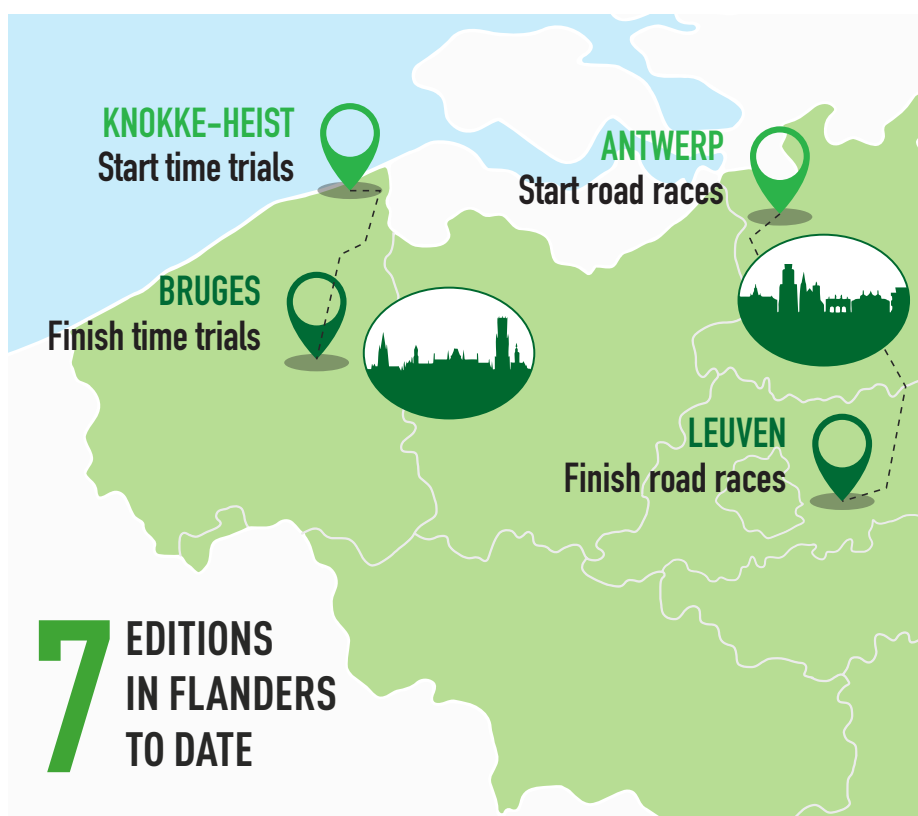 KNOKKE-HEIST
Start time trials
ANTWERP
Start road races
BRUGES
Finish time trials
LEUVEN
Finish road races
7
EDITIONS
IN FLANDERS
TO DATE